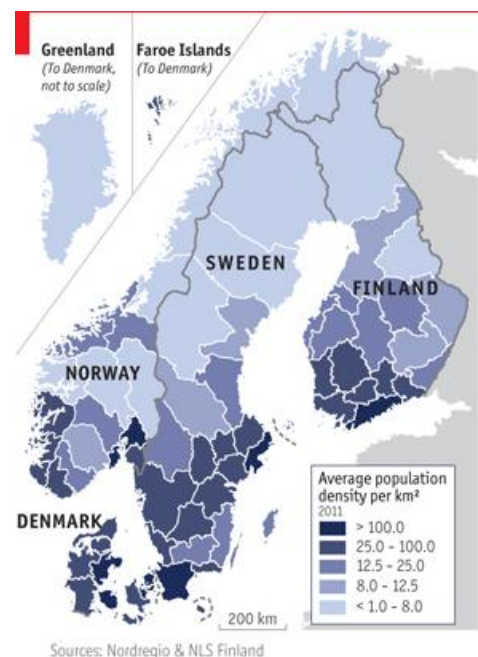 Greenland
(To Denmark,
not to scale)
Faroe Islands
(To Denmark)
SWEDEN
FINLAND
NORWAY
DENMARK
Average population
density per km²
2011
> 100.0
25.0 - 100.0
12.5 - 25.0
8.0 - 12.5
< 1.0 - 8.0
200 km
Sources: Nordregio & NLS Finland